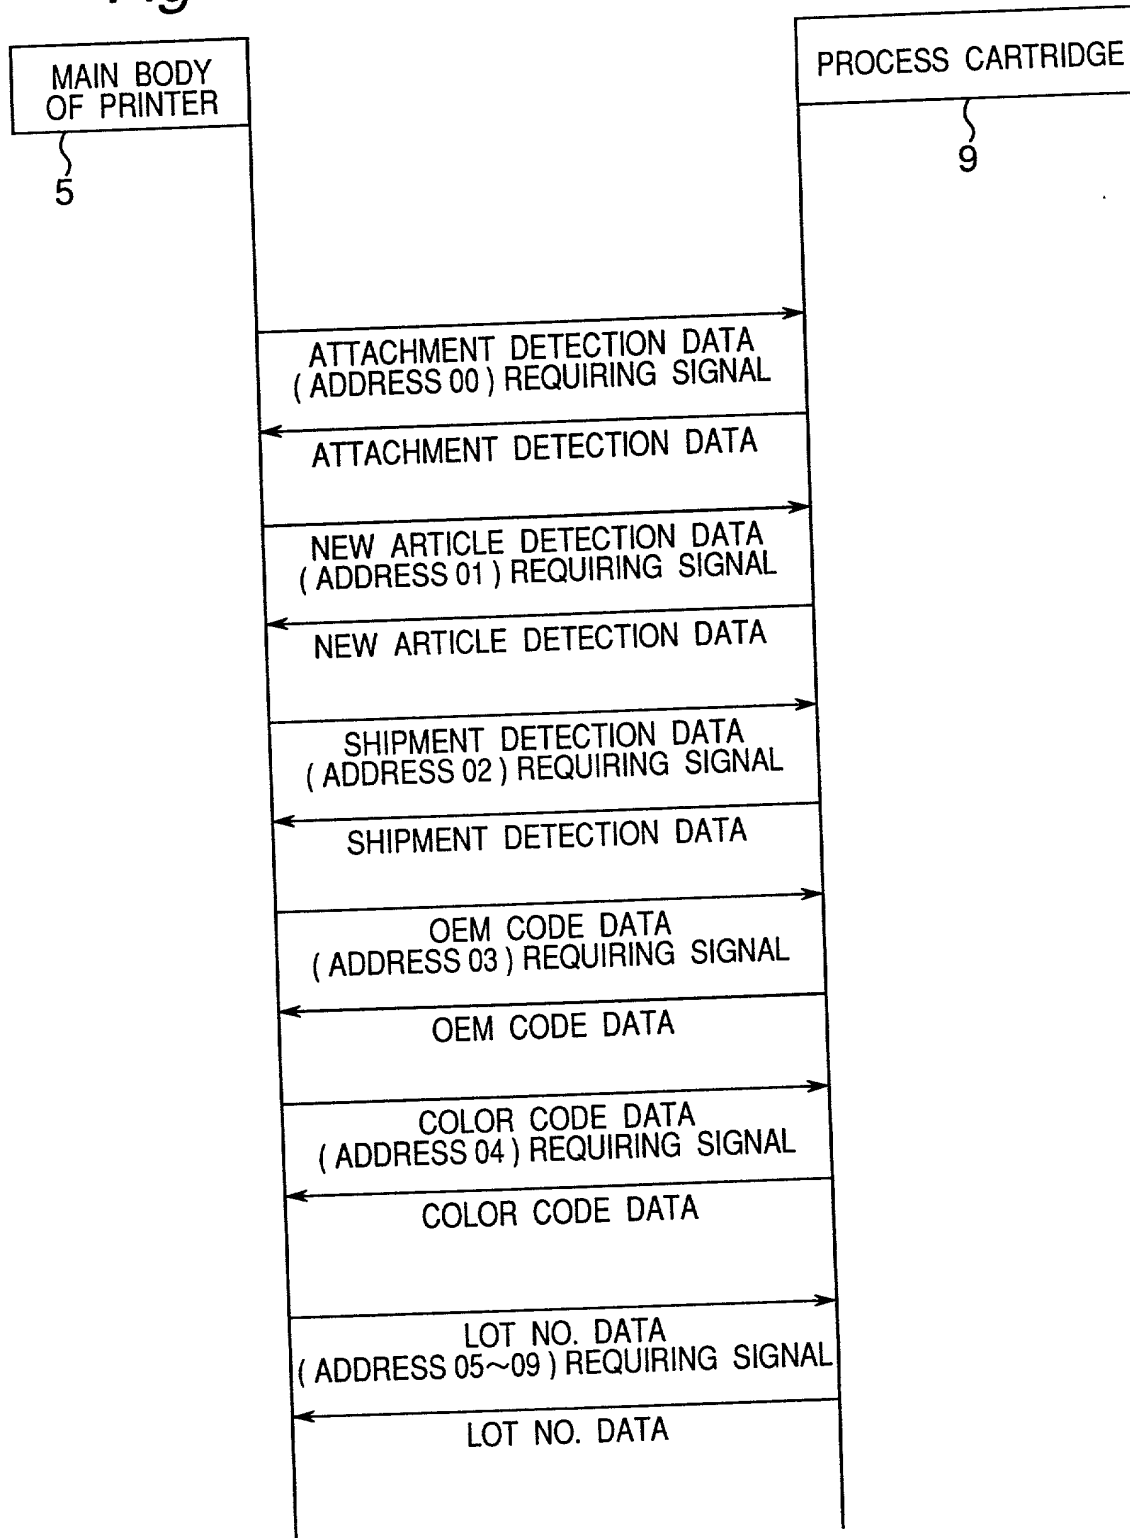 Fig
MAIN BODY
OF PRINTER
PROCESS CARTRIDGE
5
9
ATTACHMENT DETECTION DATA
( ADDRESS 00 ) REQUIRING SIGNAL
ATTACHMENT DETECTION DATA
NEW ARTICLE DETECTION DATA
( ADDRESS 01 ) REQUIRING SIGNAL
NEW ARTICLE DETECTION DATA
SHIPMENT DETECTION DATA
( ADDRESS 02 ) REQUIRING SIGNAL
SHIPMENT DETECTION DATA
OEM CODE DATA
( ADDRESS 03 ) REQUIRING SIGNAL
OEM CODE DATA
COLOR CODE DATA
( ADDRESS 04 ) REQUIRING SIGNAL
COLOR CODE DATA
LOT NO. DATA
( ADDRESS 05~09 ) REQUIRING SIGNAL
LOT NO. DATA